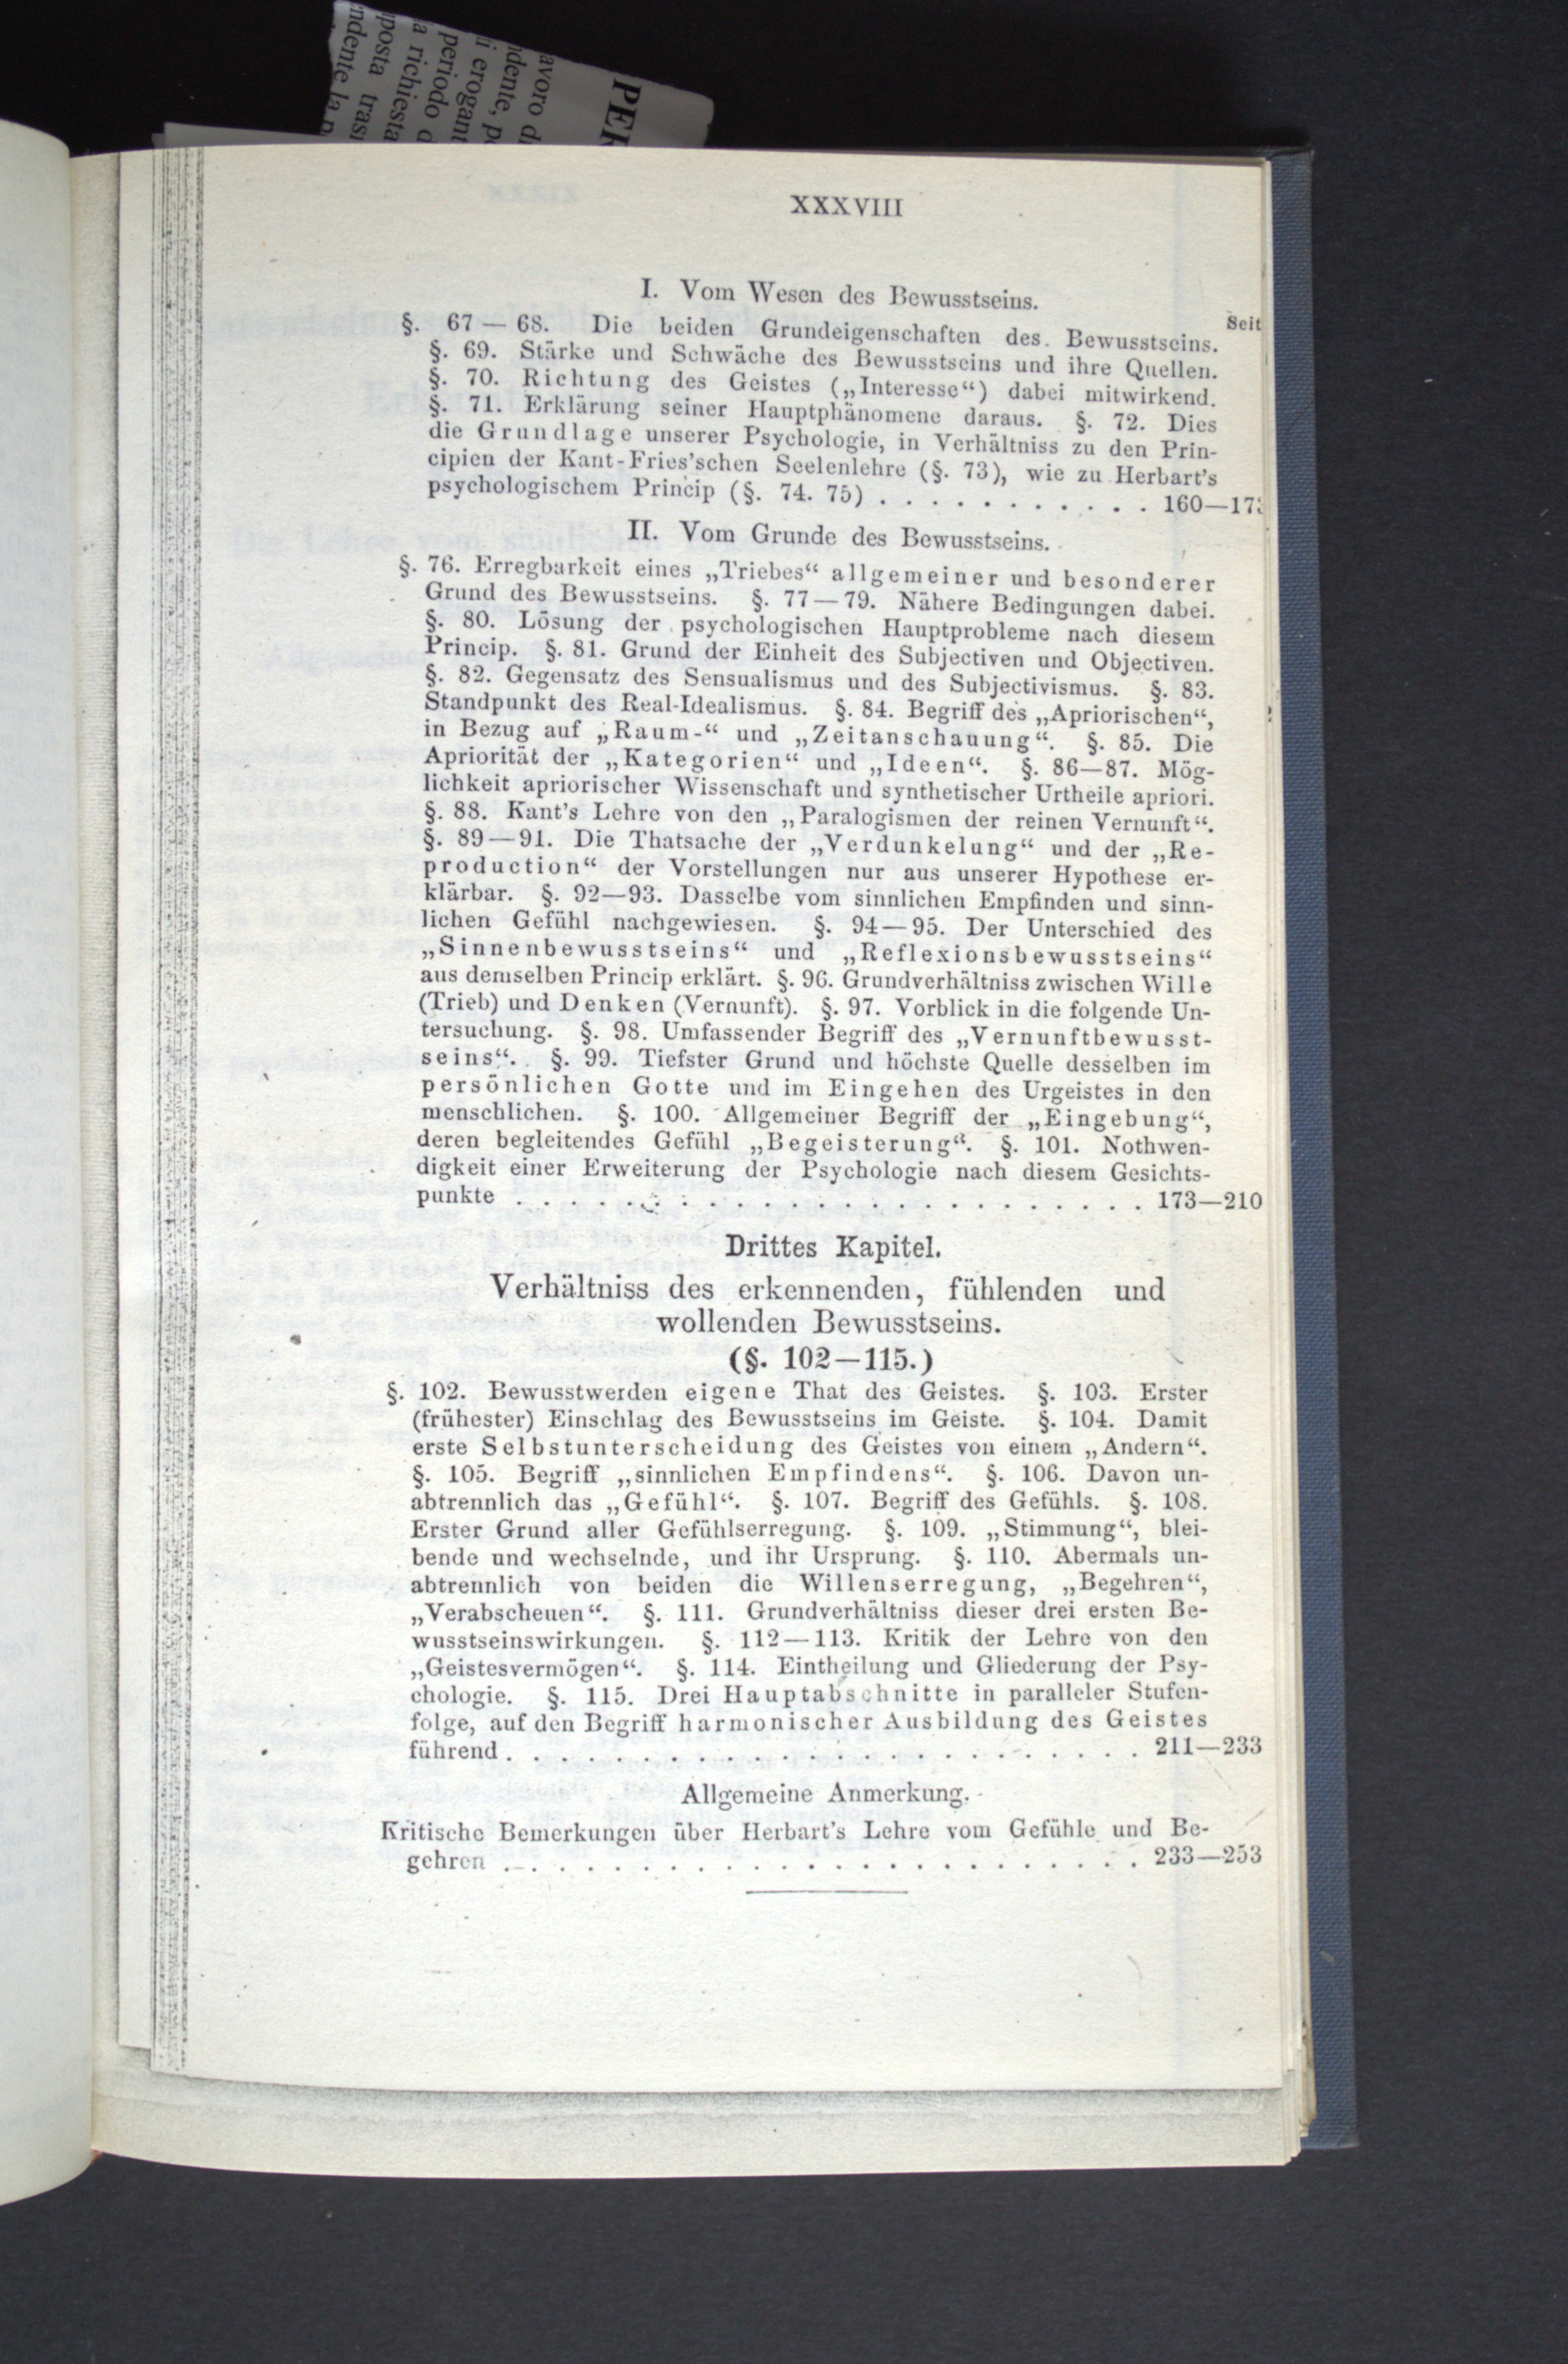 PER
avoro d
dente, p
i erogant
periodo d
a richiesta
posta tras
ndente la p
XXXVIII
I. Vom Wesen des Bewusstseins.
Seit
§. 67 — 68. Die beiden Grundeigenschaften des Bewusstseins.
§. 69. Stärke und Schwäche des Bewusstseins und ihre Quellen.
§. 70. Richtung des Geistes („Interesse“) dabei mitwirkend.
§. 71. Erklärung seiner Hauptphänomene daraus. §. 72. Dies
die Grundlage unserer Psychologie, in Verhältniss zu den Prin-
cipien der Kant-Fries'schen Seelenlehre (§. 73), wie zu Herbart's
psychologischem Princip (§. 74. 75) . . . . . . . . . . . 160—173
II. Vom Grunde des Bewusstseins.
§. 76. Erregbarkeit eines „Triebes“ allgemeiner und besonderer
Grund des Bewusstseins. §. 77—79. Nähere Bedingungen dabei.
§. 80. Lösung der psychologischen Hauptprobleme nach diesem
Princip. §. 81. Grund der Einheit des Subjectiven und Objectiven.
§. 82. Gegensatz des Sensualismus und des Subjectivismus. §. 83.
Standpunkt des Real-Idealismus. §. 84. Begriff des „Apriorischen“,
in Bezug auf „Raum-“ und „Zeitanschauung“. §. 85. Die
Apriorität der „Kategorien“ und „Ideen“. §. 86—87. Mög-
lichkeit apriorischer Wissenschaft und synthetischer Urtheile apriori.
§. 88. Kant's Lehre von den „Paralogismen der reinen Vernunft“.
§. 89—91. Die Thatsache der „Verdunkelung“ und der „Re-
production“ der Vorstellungen nur aus unserer Hypothese er-
klärbar. §. 92—93. Dasselbe vom sinnlichen Empfinden und sinn-
lichen Gefühl nachgewiesen. §. 94—95. Der Unterschied des
„Sinnenbewusstseins“ und „Reflexionsbewusstseins“
aus demselben Princip erklärt. §. 96. Grundverhältniss zwischen Wille
(Trieb) und Denken (Vernunft). §. 97. Vorblick in die folgende Un-
tersuchung. §. 98. Umfassender Begriff des „Vernunftbewusst-
seins“. §. 99. Tiefster Grund und höchste Quelle desselben im
persönlichen Gotte und im Eingehen des Urgeistes in den
menschlichen. §. 100. Allgemeiner Begriff der „Eingebung“,
deren begleitendes Gefühl „Begeisterung“. §. 101. Nothwen-
digkeit einer Erweiterung der Psychologie nach diesem Gesichts-
punkte . . . . . . . . . . . . . . . . . . . . . . . 173—210
Drittes Kapitel.
Verhältniss des erkennenden, fühlenden und
wollenden Bewusstseins.
(§. 102—115.)
§. 102. Bewusstwerden eigene That des Geistes. §. 103. Erster
(frühester) Einschlag des Bewusstseins im Geiste. §. 104. Damit
erste Selbstunterscheidung des Geistes von einem „Andern“.
§. 105. Begriff „sinnlichen Empfindens“. §. 106. Davon un-
abtrennlich das „Gefühl“. §. 107. Begriff des Gefühls. §. 108.
Erster Grund aller Gefühlserregung. §. 109. „Stimmung“, blei-
bende und wechselnde, und ihr Ursprung. §. 110. Abermals un-
abtrennlich von beiden die Willenserregung, „Begehren“,
„Verabscheuen“. §. 111. Grundverhältniss dieser drei ersten Be-
wusstseinswirkungen. §. 112—113. Kritik der Lehre von den
„Geistesvermögen“. §. 114. Eintheilung und Gliederung der Psy-
chologie. §. 115. Drei Hauptabschnitte in paralleler Stufen-
folge, auf den Begriff harmonischer Ausbildung des Geistes
führend . . . . . . . . . . . . . . . . . . . . . . . 211—233
Allgemeine Anmerkung.
Kritische Bemerkungen über Herbart's Lehre vom Gefühle und Be-
gehren . . . . . . . . . . . . . . . . . . . . . . . 233—253